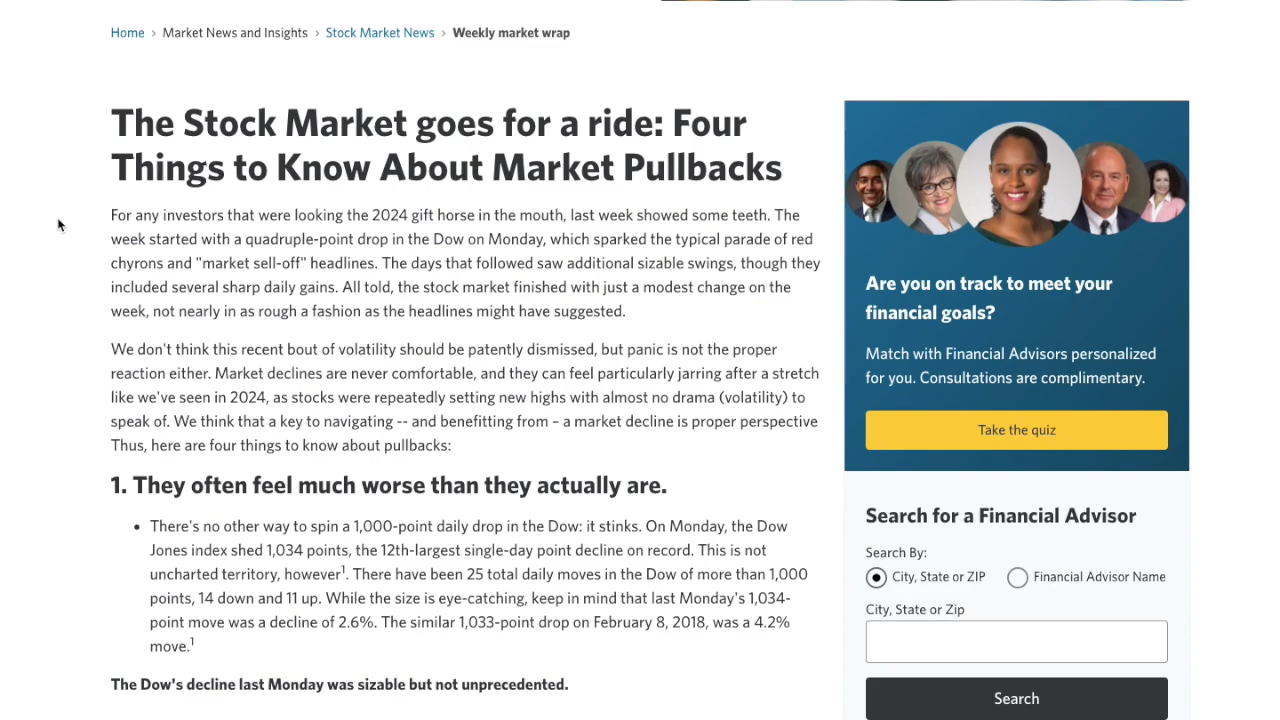 Home › Market News and Insights › Stock Market News › Weekly market wrap
The Stock Market goes for a ride: Four
Things to Know About Market Pullbacks
For any investors that were looking the 2024 gift horse in the mouth, last week showed some teeth. The
week started with a quadruple-point drop in the Dow on Monday, which sparked the typical parade of red
chyrons and "market sell-off" headlines. The days that followed saw additional sizable swings, though they
included several sharp daily gains. All told, the stock market finished with just a modest change on the
week, not nearly in as rough a fashion as the headlines might have suggested.
We don't think this recent bout of volatility should be patently dismissed, but panic is not the proper
reaction either. Market declines are never comfortable, and they can feel particularly jarring after a stretch
like we've seen in 2024, as stocks were repeatedly setting new highs with almost no drama (volatility) to
speak of. We think that a key to navigating -- and benefitting from – a market decline is proper perspective
Thus, here are four things to know about pullbacks:
1. They often feel much worse than they actually are.
• There's no other way to spin a 1,000-point daily drop in the Dow: it stinks. On Monday, the Dow
Jones index shed 1,034 points, the 12th-largest single-day point decline on record. This is not
uncharted territory, however¹. There have been 25 total daily moves in the Dow of more than 1,000
points, 14 down and 11 up. While the size is eye-catching, keep in mind that last Monday's 1,034-
point move was a decline of 2.6%. The similar 1,033-point drop on February 8, 2018, was a 4.2%
move.¹
The Dow's decline last Monday was sizable but not unprecedented.
Are you on track to meet your
financial goals?
Match with Financial Advisors personalized
for you. Consultations are complimentary.
Take the quiz
Search for a Financial Advisor
Search By:
City, State or ZIP Financial Advisor Name
City, State or Zip
Search